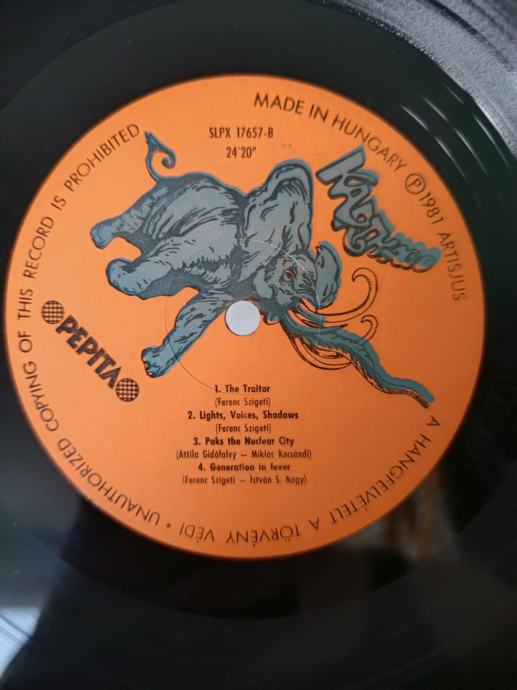 MADE IN HUNGARY Ⓟ 1981 ARTISJUS
SLPX 17657-B
24'20"
PEPITA
1. The Traitor
(Ferenc Szigeti)
2. Lights, Voices, Shadows
(Ferenc Szigeti)
3. Paks the Nuclear City
(Attila Gidófalvy – Miklós Kocsándi)
4. Generation in fever
(Ferenc Szigeti – István S. Nagy)
A HANGFELVÉTELT A TÖRVÉNY VÉDI • UNAUTHORIZED COPYING OF THIS RECORD IS PROHIBITED